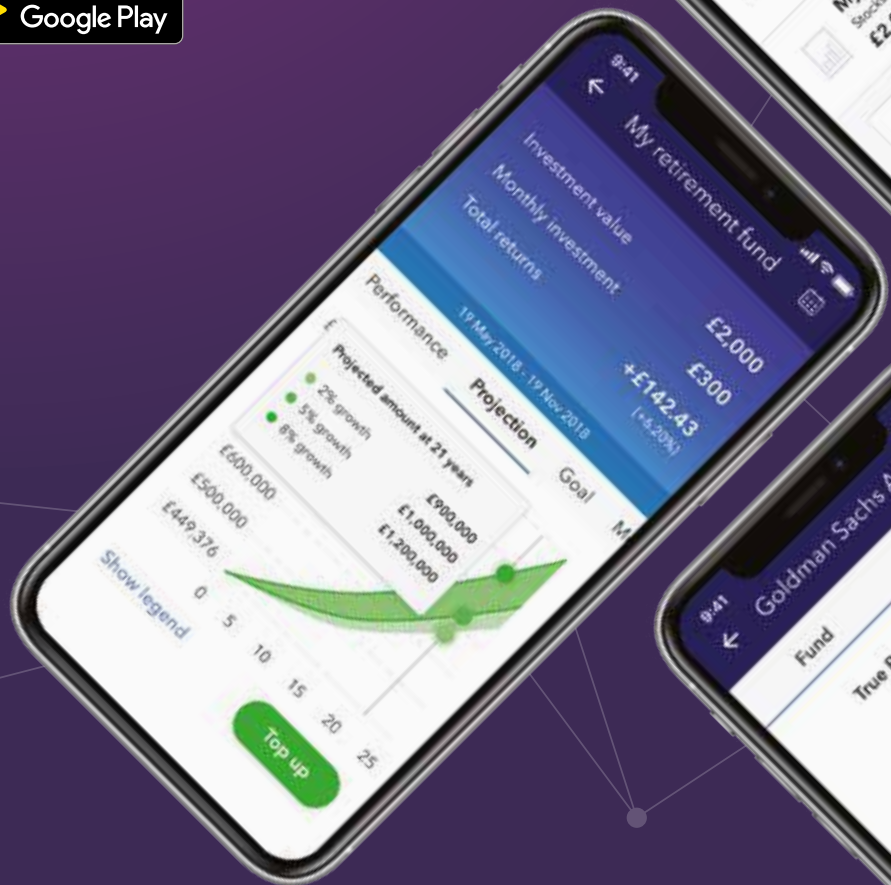 Google Play
9:41
My retirement fund
Investment value £2,000
Monthly investment £300
Total returns +£142.43
(+6.20%)
19 May 2018 - 19 Nov 2018
Performance Projection Goal
Projected amount at 21 years
2% growth £900,000
5% growth £1,000,000
8% growth £1,200,000
£600,000
£500,000
£449,376
0 5 10 15 20 25
Show legend
Top up
9:41
Goldman Sachs
Fund
True